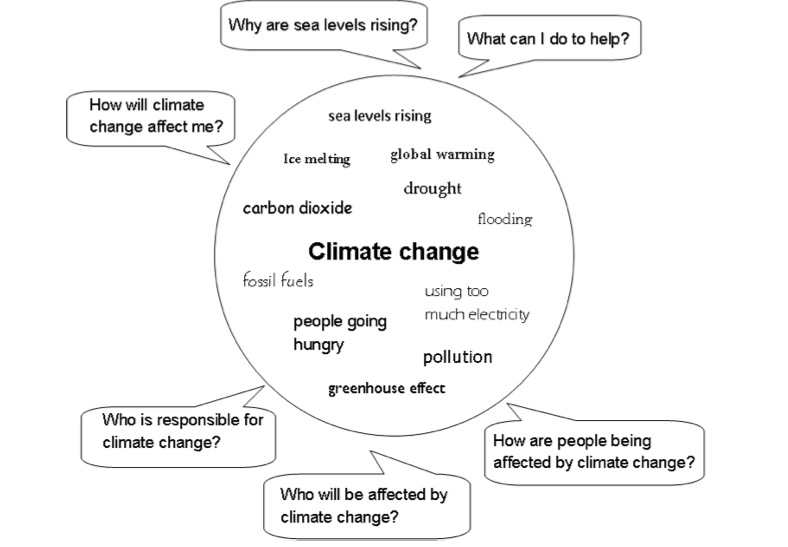 Why are sea levels rising?
What can I do to help?
How will climate
change affect me?
sea levels rising
Ice melting
global warming
drought
carbon dioxide
flooding
Climate change
fossil fuels
using too
much electricity
people going
hungry
pollution
greenhouse effect
Who is responsible for
climate change?
How are people being
affected by climate change?
Who will be affected by
climate change?